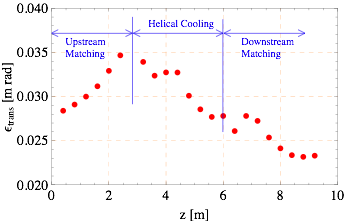 0.040
0.035
0.030
0.025
0.020
ϵtrans [m rad]
Helical Cooling
Upstream
Matching
Downstream
Matching
0 2 4 6 8 10
z [m]